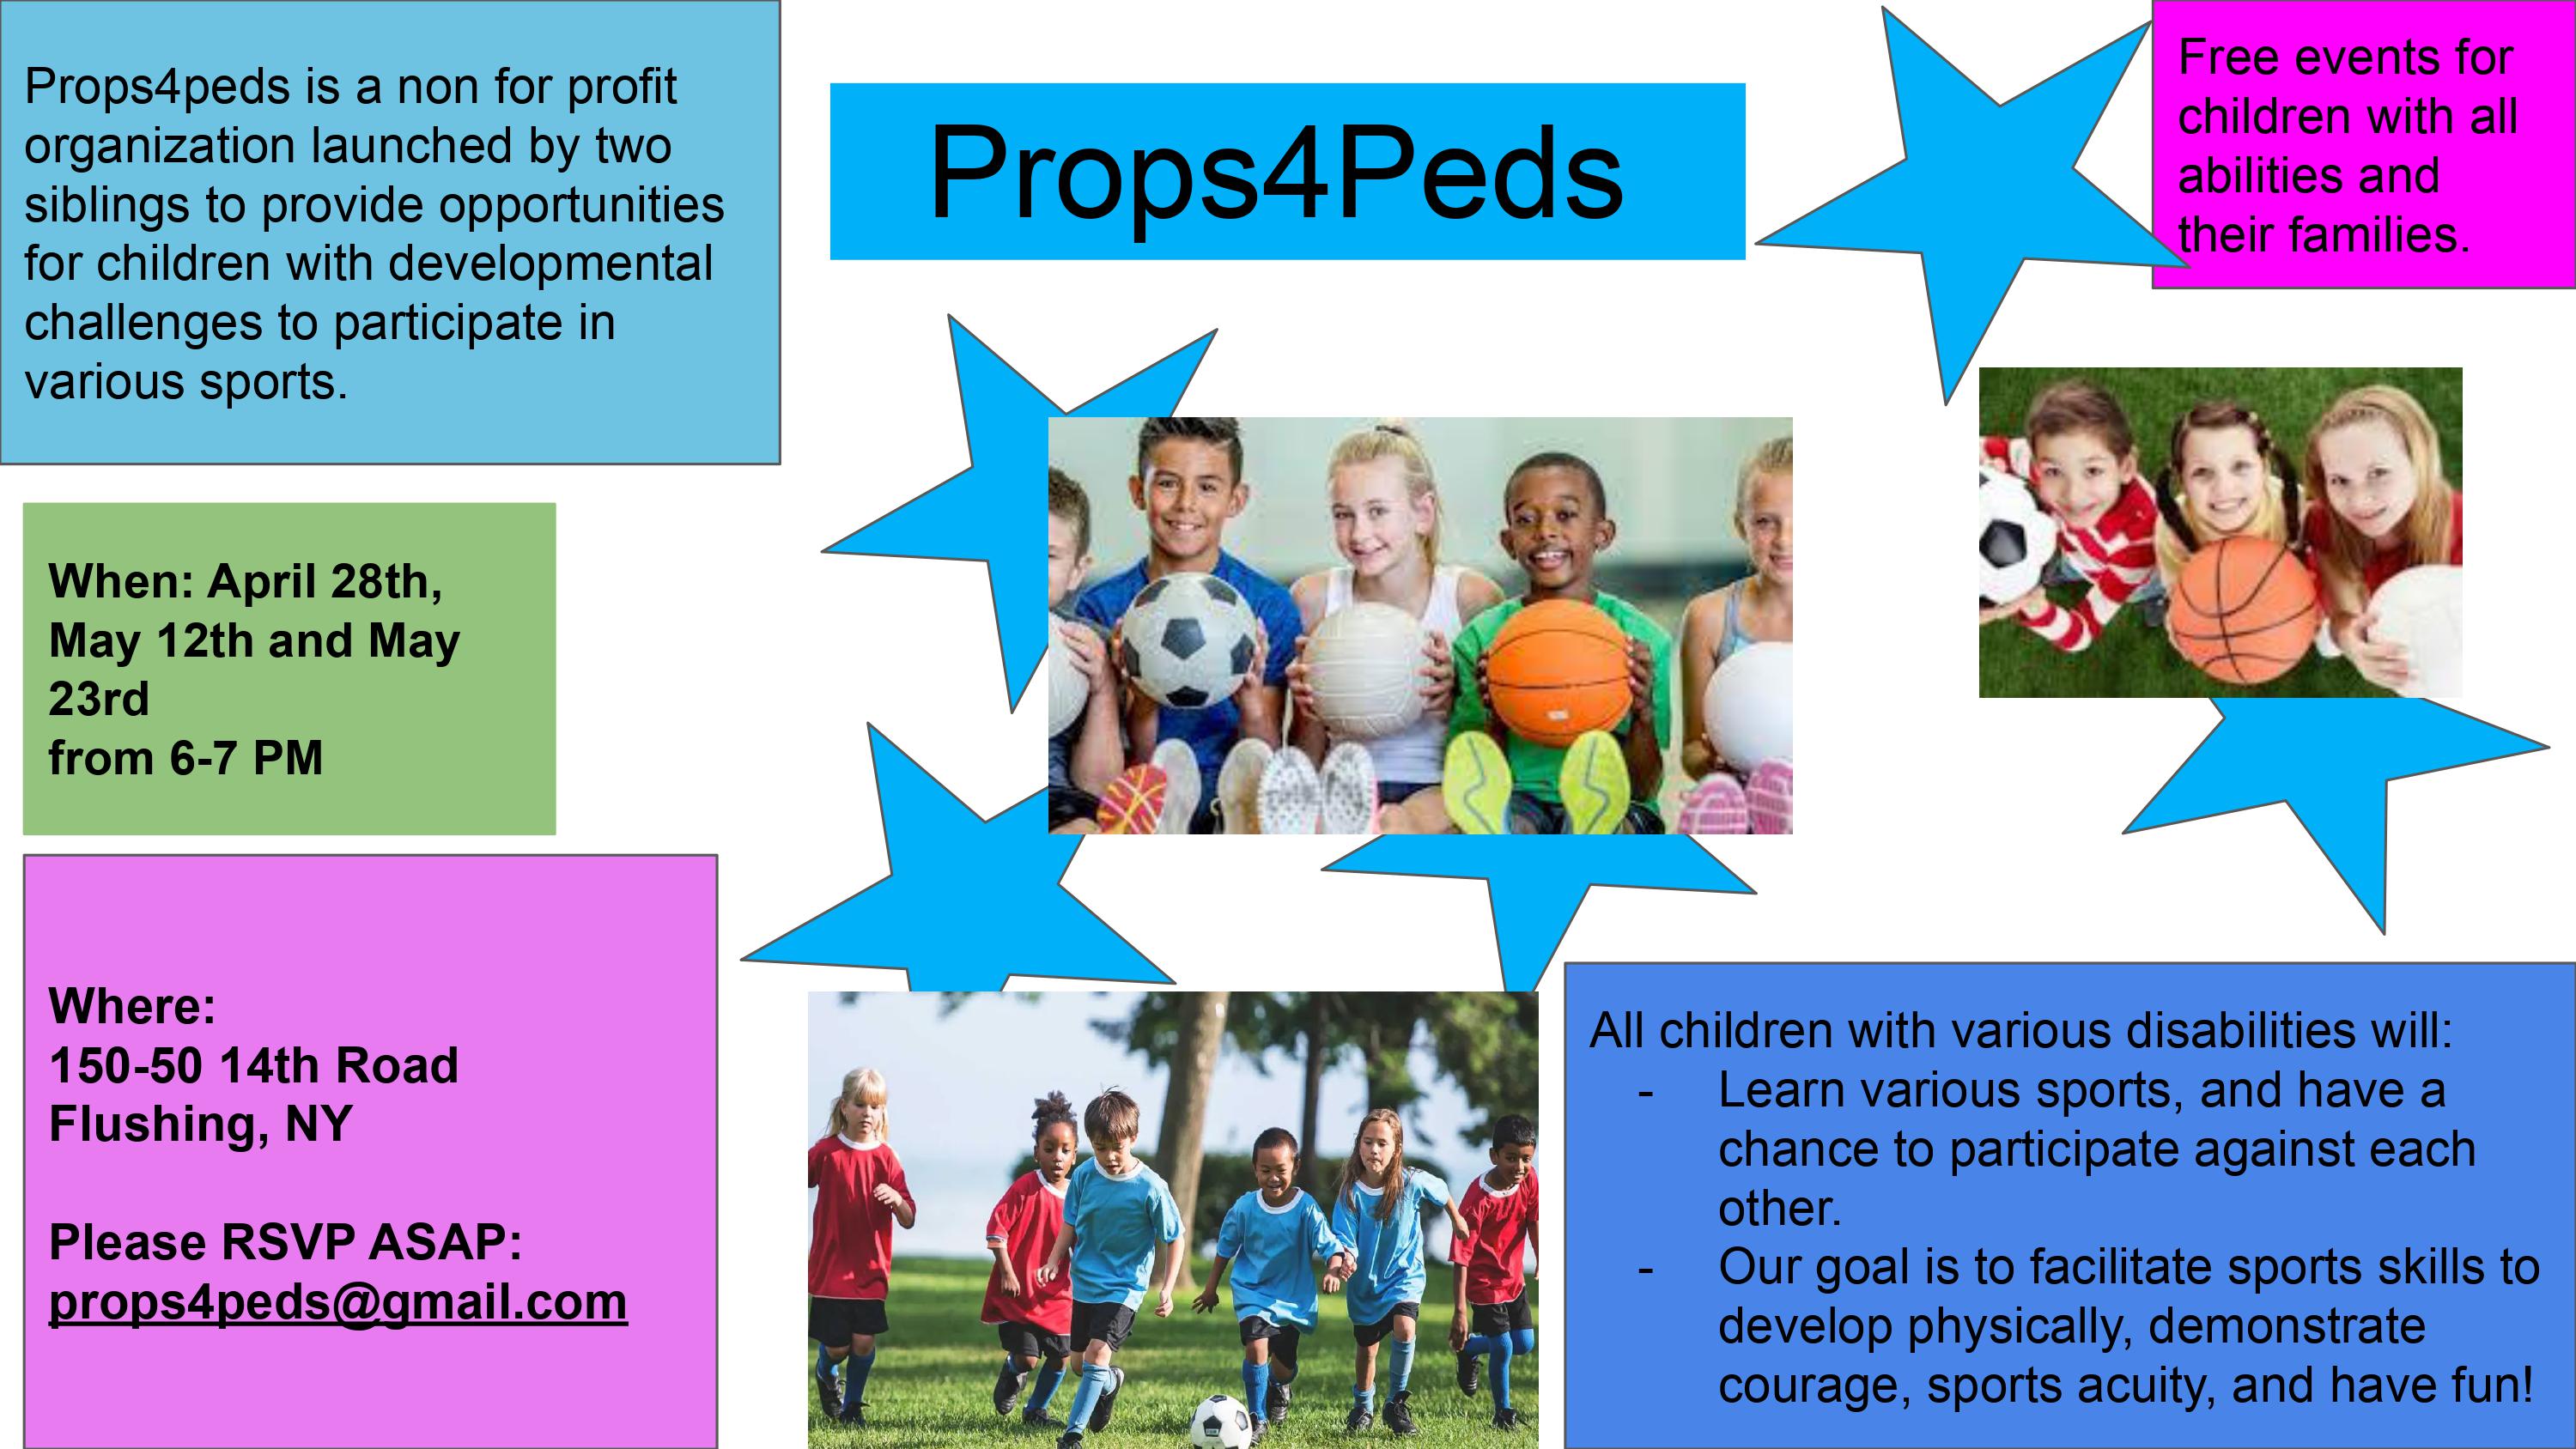 Props4peds is a non for profit
organization launched by two
siblings to provide opportunities
for children with developmental
challenges to participate in
various sports.
Props4Peds
Free events for
children with all
abilities and
their families.
When: April 28th,
May 12th and May
23rd
from 6-7 PM
Where:
150-50 14th Road
Flushing, NY
Please RSVP ASAP:
props4peds@gmail.com
All children with various disabilities will:
- Learn various sports, and have a
chance to participate against each
other.
- Our goal is to facilitate sports skills to
develop physically, demonstrate
courage, sports acuity, and have fun!